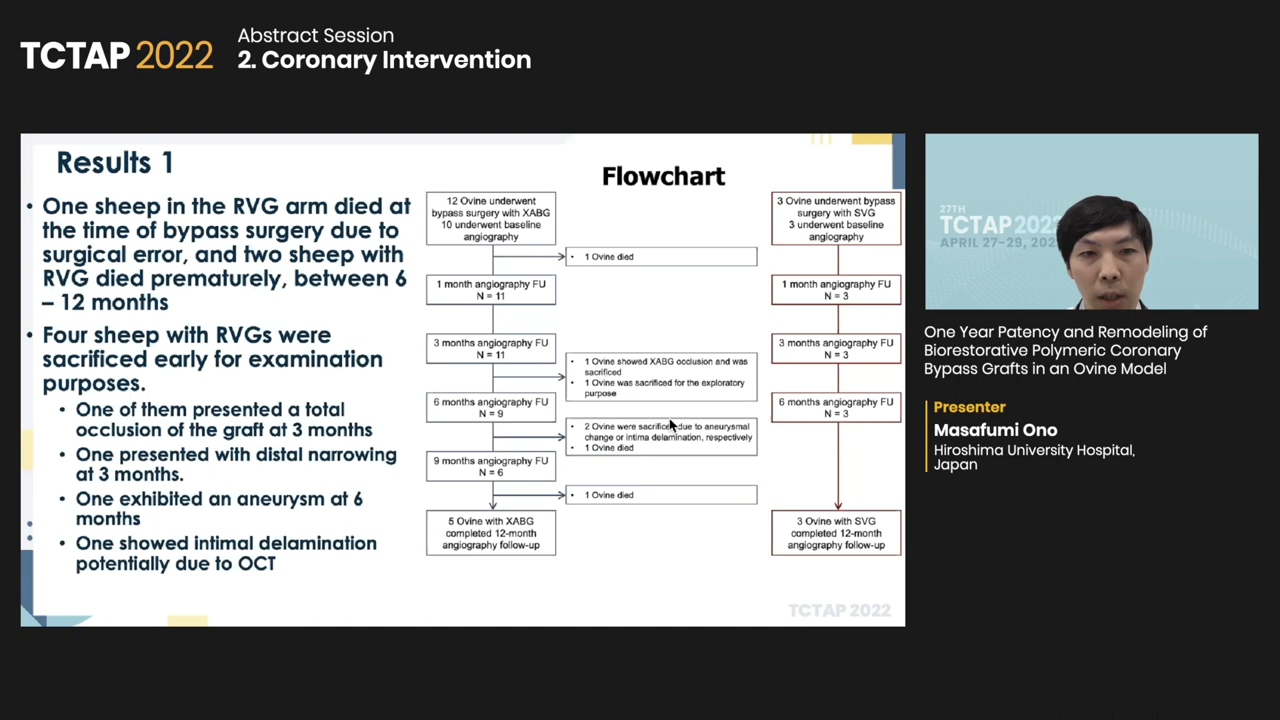 TCTAP 2022
Abstract Session
2. Coronary Intervention
Results 1
• One sheep in the RVG arm died at
the time of bypass surgery due to
surgical error, and two sheep with
RVG died prematurely, between 6
– 12 months
• Four sheep with RVGs were
sacrificed early for examination
purposes.
• One of them presented a total
occlusion of the graft at 3 months
• One presented with distal narrowing
at 3 months.
• One exhibited an aneurysm at 6
months
• One showed intimal delamination
potentially due to OCT
Flowchart
12 Ovine underwent
bypass surgery with XABG
10 underwent baseline
angiography
• 1 Ovine died
1 month angiography FU
N = 11
3 months angiography FU
N = 11
• 1 Ovine showed XABG occlusion and was
sacrificed
• 1 Ovine was sacrificed for the exploratory
purpose
6 months angiography FU
N = 9
• 2 Ovine were sacrificed due to aneurysmal
change or intima delamination, respectively
• 1 Ovine died
9 months angiography FU
N = 6
• 1 Ovine died
5 Ovine with XABG
completed 12-month
angiography follow-up
3 Ovine underwent bypass
surgery with SVG
3 underwent baseline
angiography
1 month angiography FU
N = 3
3 months angiography FU
N = 3
6 months angiography FU
N = 3
3 Ovine with SVG
completed 12-month
angiography follow-up
TCTAP 2022
27TH
TCTAP 2022
APRIL 27-29, 202
One Year Patency and Remodeling of
Biorestorative Polymeric Coronary
Bypass Grafts in an Ovine Model
Presenter
Masafumi Ono
Hiroshima University Hospital,
Japan